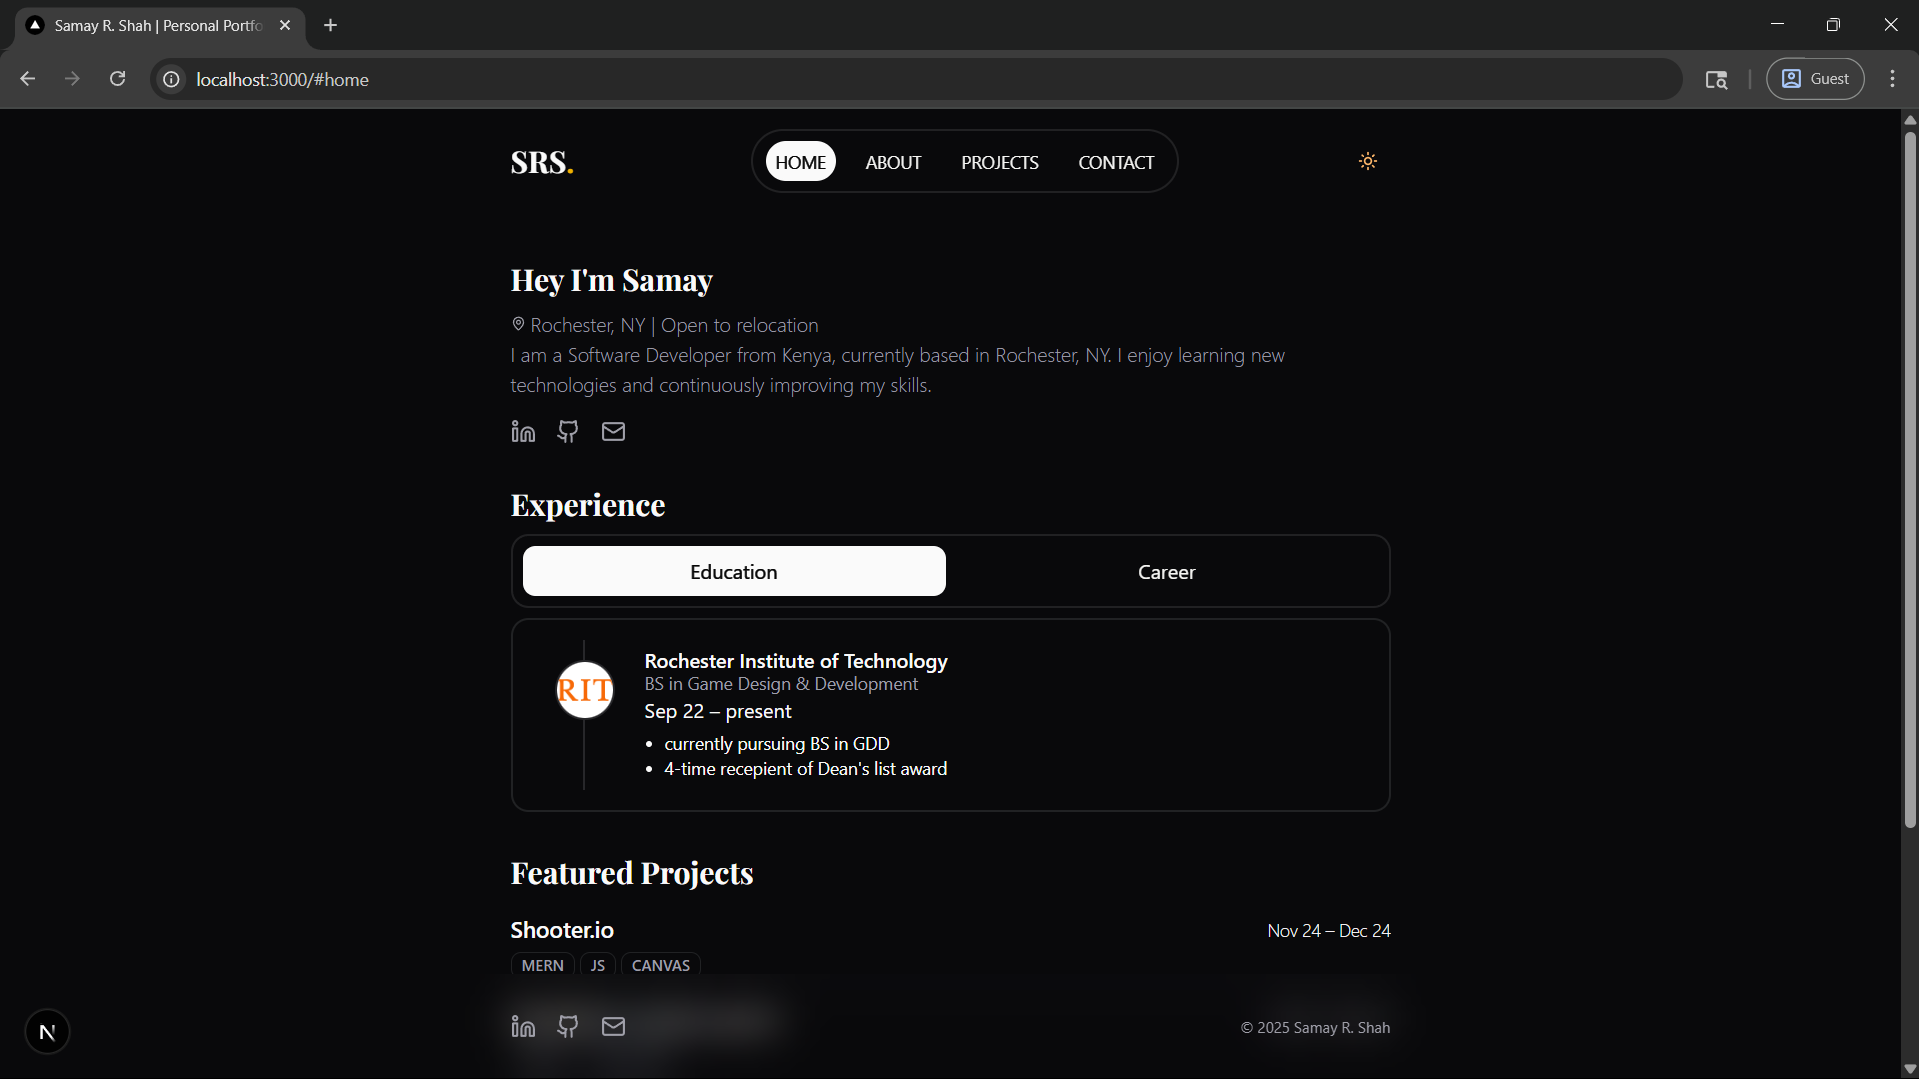 Samay R. Shah | Personal Portfo
localhost:3000/#home
Guest
SRS.
HOME
ABOUT
PROJECTS
CONTACT
Hey I'm Samay
Rochester, NY | Open to relocation
I am a Software Developer from Kenya, currently based in Rochester, NY. I enjoy learning new
technologies and continuously improving my skills.
Experience
Education
Career
RIT
Rochester Institute of Technology
BS in Game Design & Development
Sep 22 – present
• currently pursuing BS in GDD
• 4-time recepient of Dean's list award
Featured Projects
Shooter.io
Nov 24 – Dec 24
MERN
JS
CANVAS
N
© 2025 Samay R. Shah